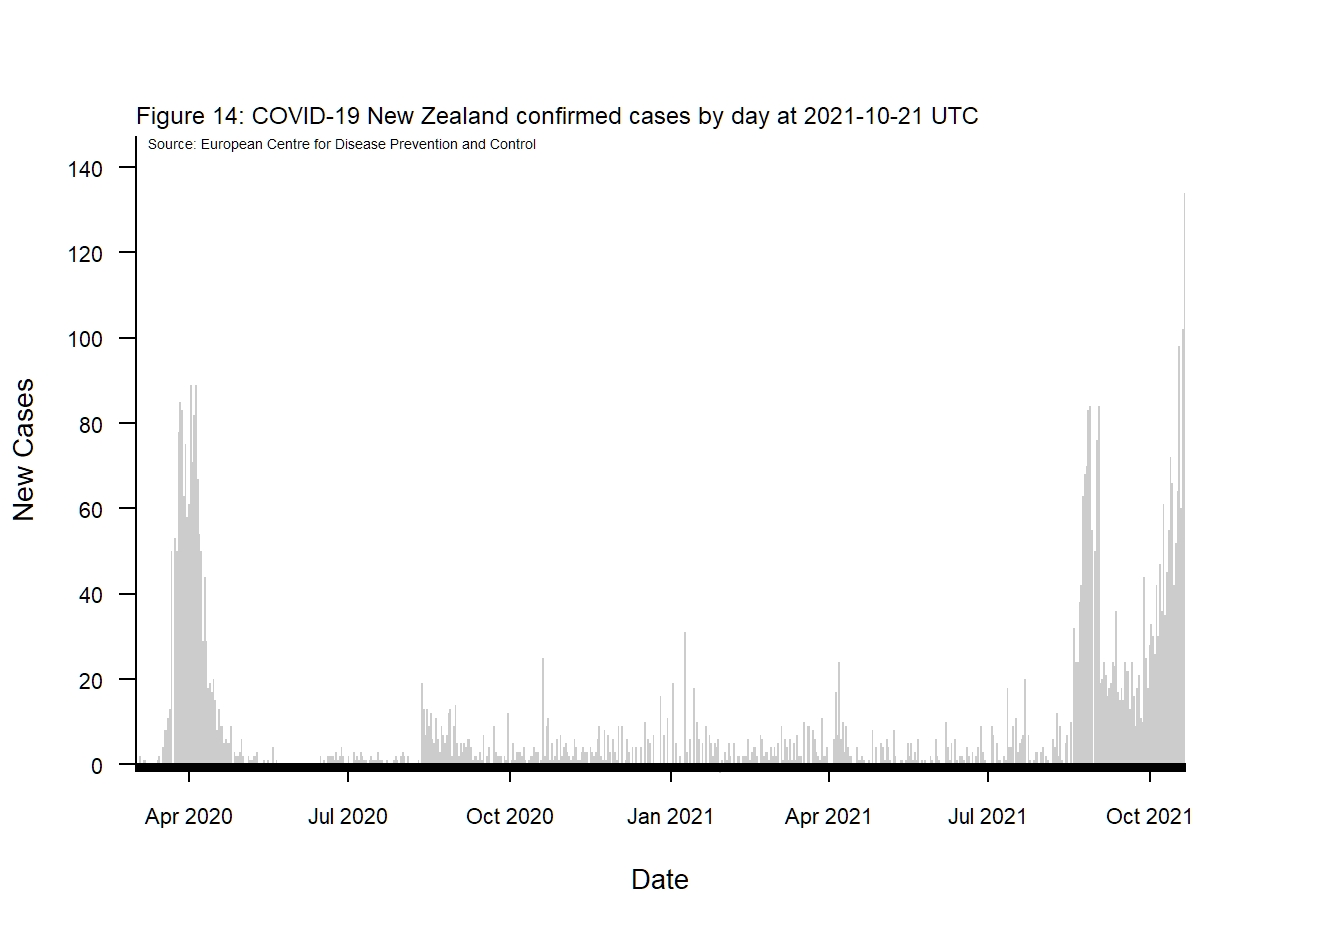 Figure 14: COVID-19 New Zealand confirmed cases by day at 2021-10-21 UTC
Source: European Centre for Disease Prevention and Control
140
120
100
80
60
40
20
0
New Cases
Apr 2020 Jul 2020 Oct 2020 Jan 2021 Apr 2021 Jul 2021 Oct 2021
Date